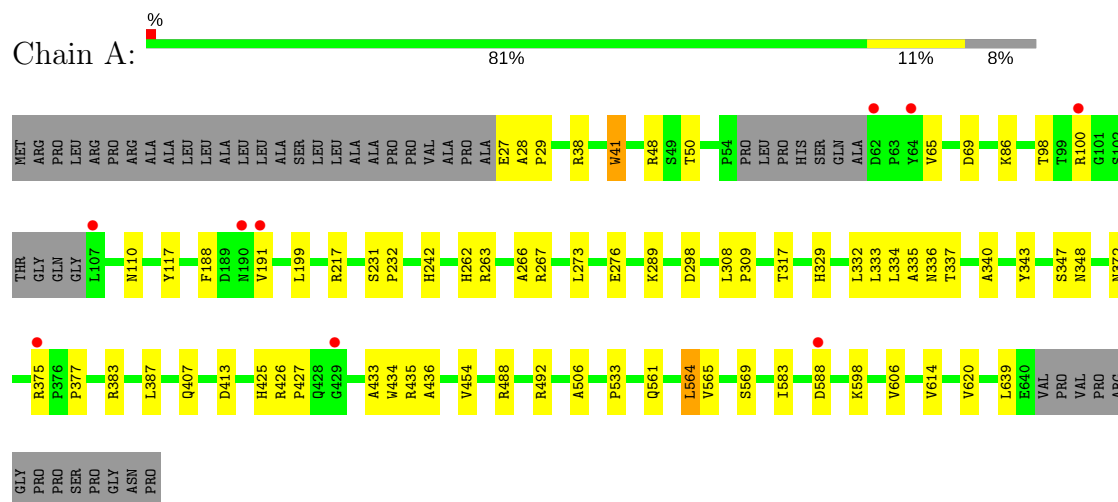 %
Chain A:
81% 11% 8%
MET ARG PRO LEU ARG PRO ARG ALA ALA LEU LEU ALA LEU LEU ALA SER LEU LEU ALA ALA PRO PRO VAL ALA PRO ALA E27 A28 P29 R38 W41 R48 S49 T50 P54 PRO LEU PRO HIS SER GLN ALA D62 P63 Y64 V65 D69 K86 T98 T99 R100 G101 S102
THR GLY GLN GLY L107 N110 Y117 F188 D189 N190 V191 L199 R217 S231 P232 H242 H262 R263 A266 R267 L273 E276 K289 D298 L308 P309 T317 H329 L332 L333 L334 A335 N336 T337 A340 Y343 S347 N348 N372
R375 P376 P377 R383 L387 Q407 D413 H425 R426 P427 Q428 G429 A433 W434 R435 A436 V454 R488 R492 A506 P533 Q561 L564 V565 S569 I583 D588 K598 V606 V614 V620 L639 E640 VAL PRO VAL PRO ARG
GLY PRO PRO SER PRO GLY ASN PRO